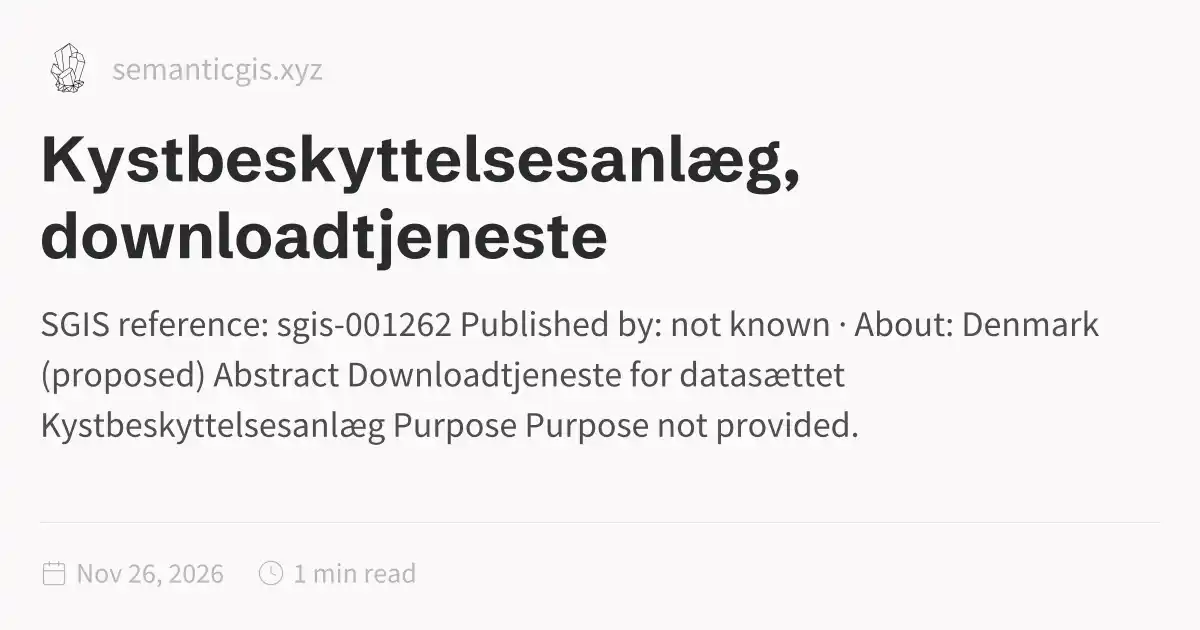 semanticgis.xyz
Kystbeskyttelsesanlæg,
downloadtjeneste
SGIS reference: sgis-001262 Published by: not known · About: Denmark
(proposed) Abstract Downloadtjeneste for datasættet
Kystbeskyttelsesanlæg Purpose Purpose not provided.
Nov 26, 2026 1 min read